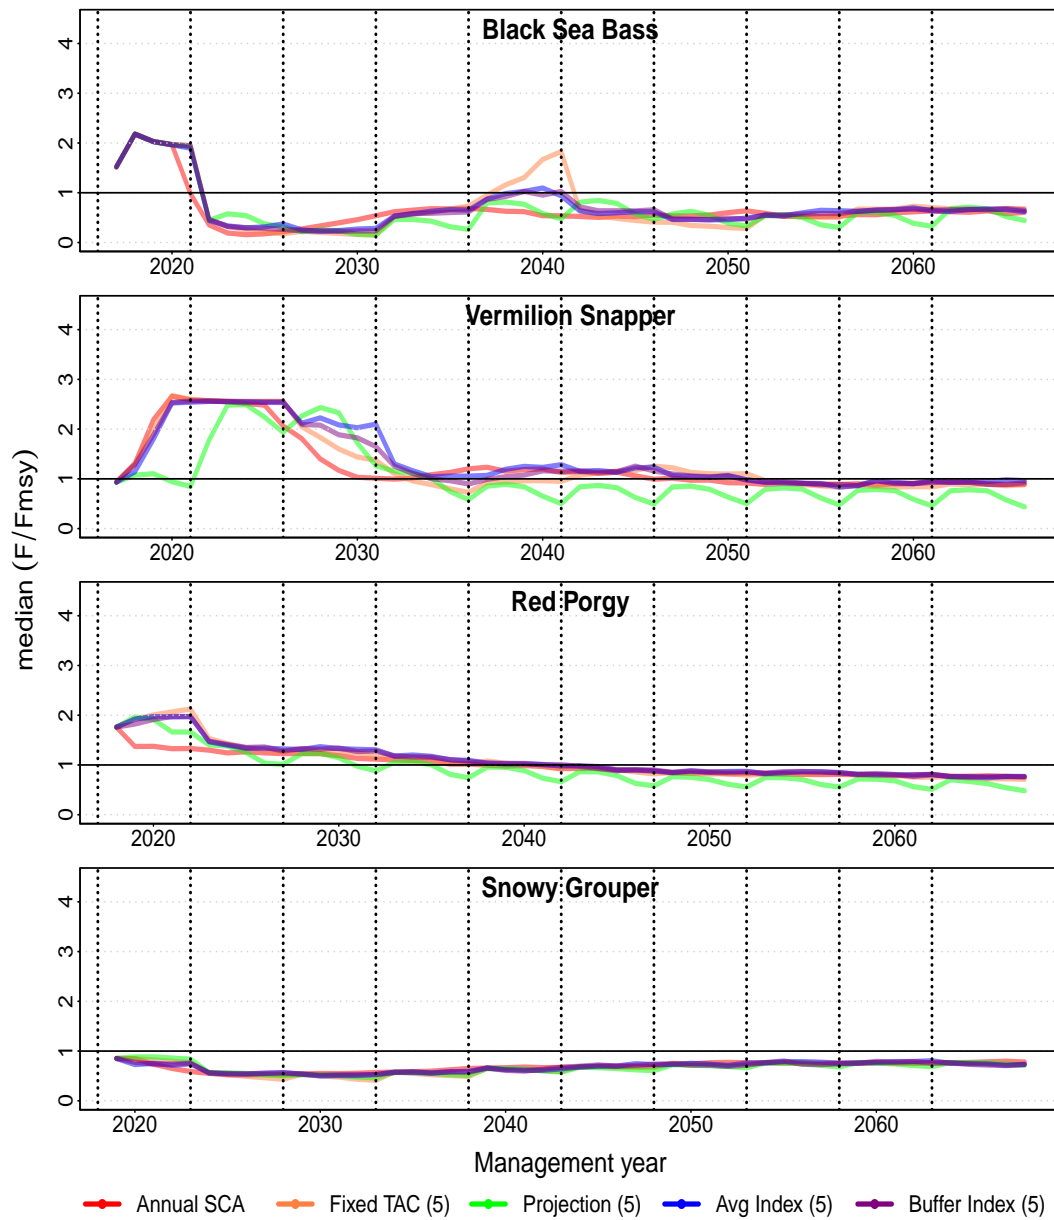 Black Sea Bass
4
3
2
1
0
2020 2030 2040 2050 2060
Vermilion Snapper
4
3
2
1
0
2020 2030 2040 2050 2060
median (F/Fmsy)
Red Porgy
4
3
2
1
0
2020 2030 2040 2050 2060
Snowy Grouper
4
3
2
1
0
2020 2030 2040 2050 2060
Management year
Annual SCA Fixed TAC (5) Projection (5) Avg Index (5) Buffer Index (5)